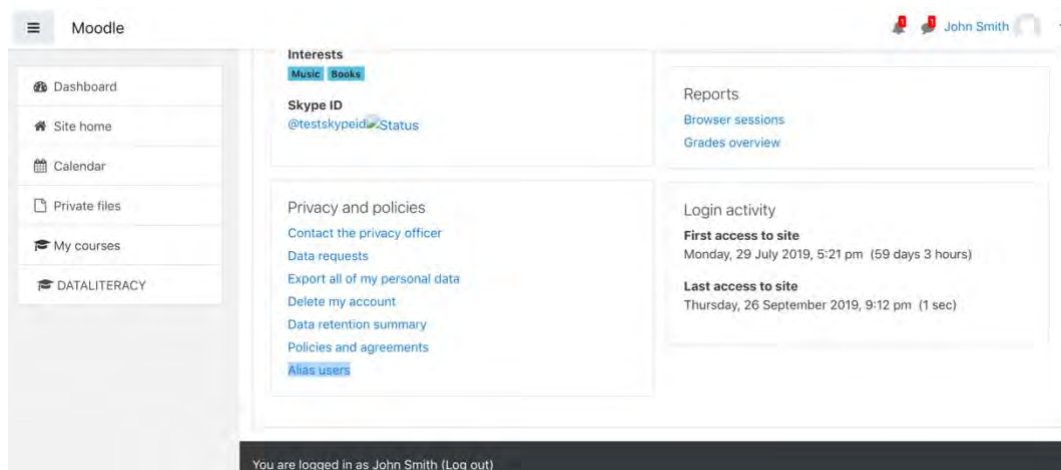 Moodle
1 1 John Smith
Dashboard
Site home
Calendar
Private files
My courses
DATALITERACY
Interests
Music Books
Skype ID
@testskypeid Status
Privacy and policies
Contact the privacy officer
Data requests
Export all of my personal data
Delete my account
Data retention summary
Policies and agreements
Alias users
Reports
Browser sessions
Grades overview
Login activity
First access to site
Monday, 29 July 2019, 5:21 pm (59 days 3 hours)
Last access to site
Thursday, 26 September 2019, 9:12 pm (1 sec)
You are logged in as John Smith (Log out)